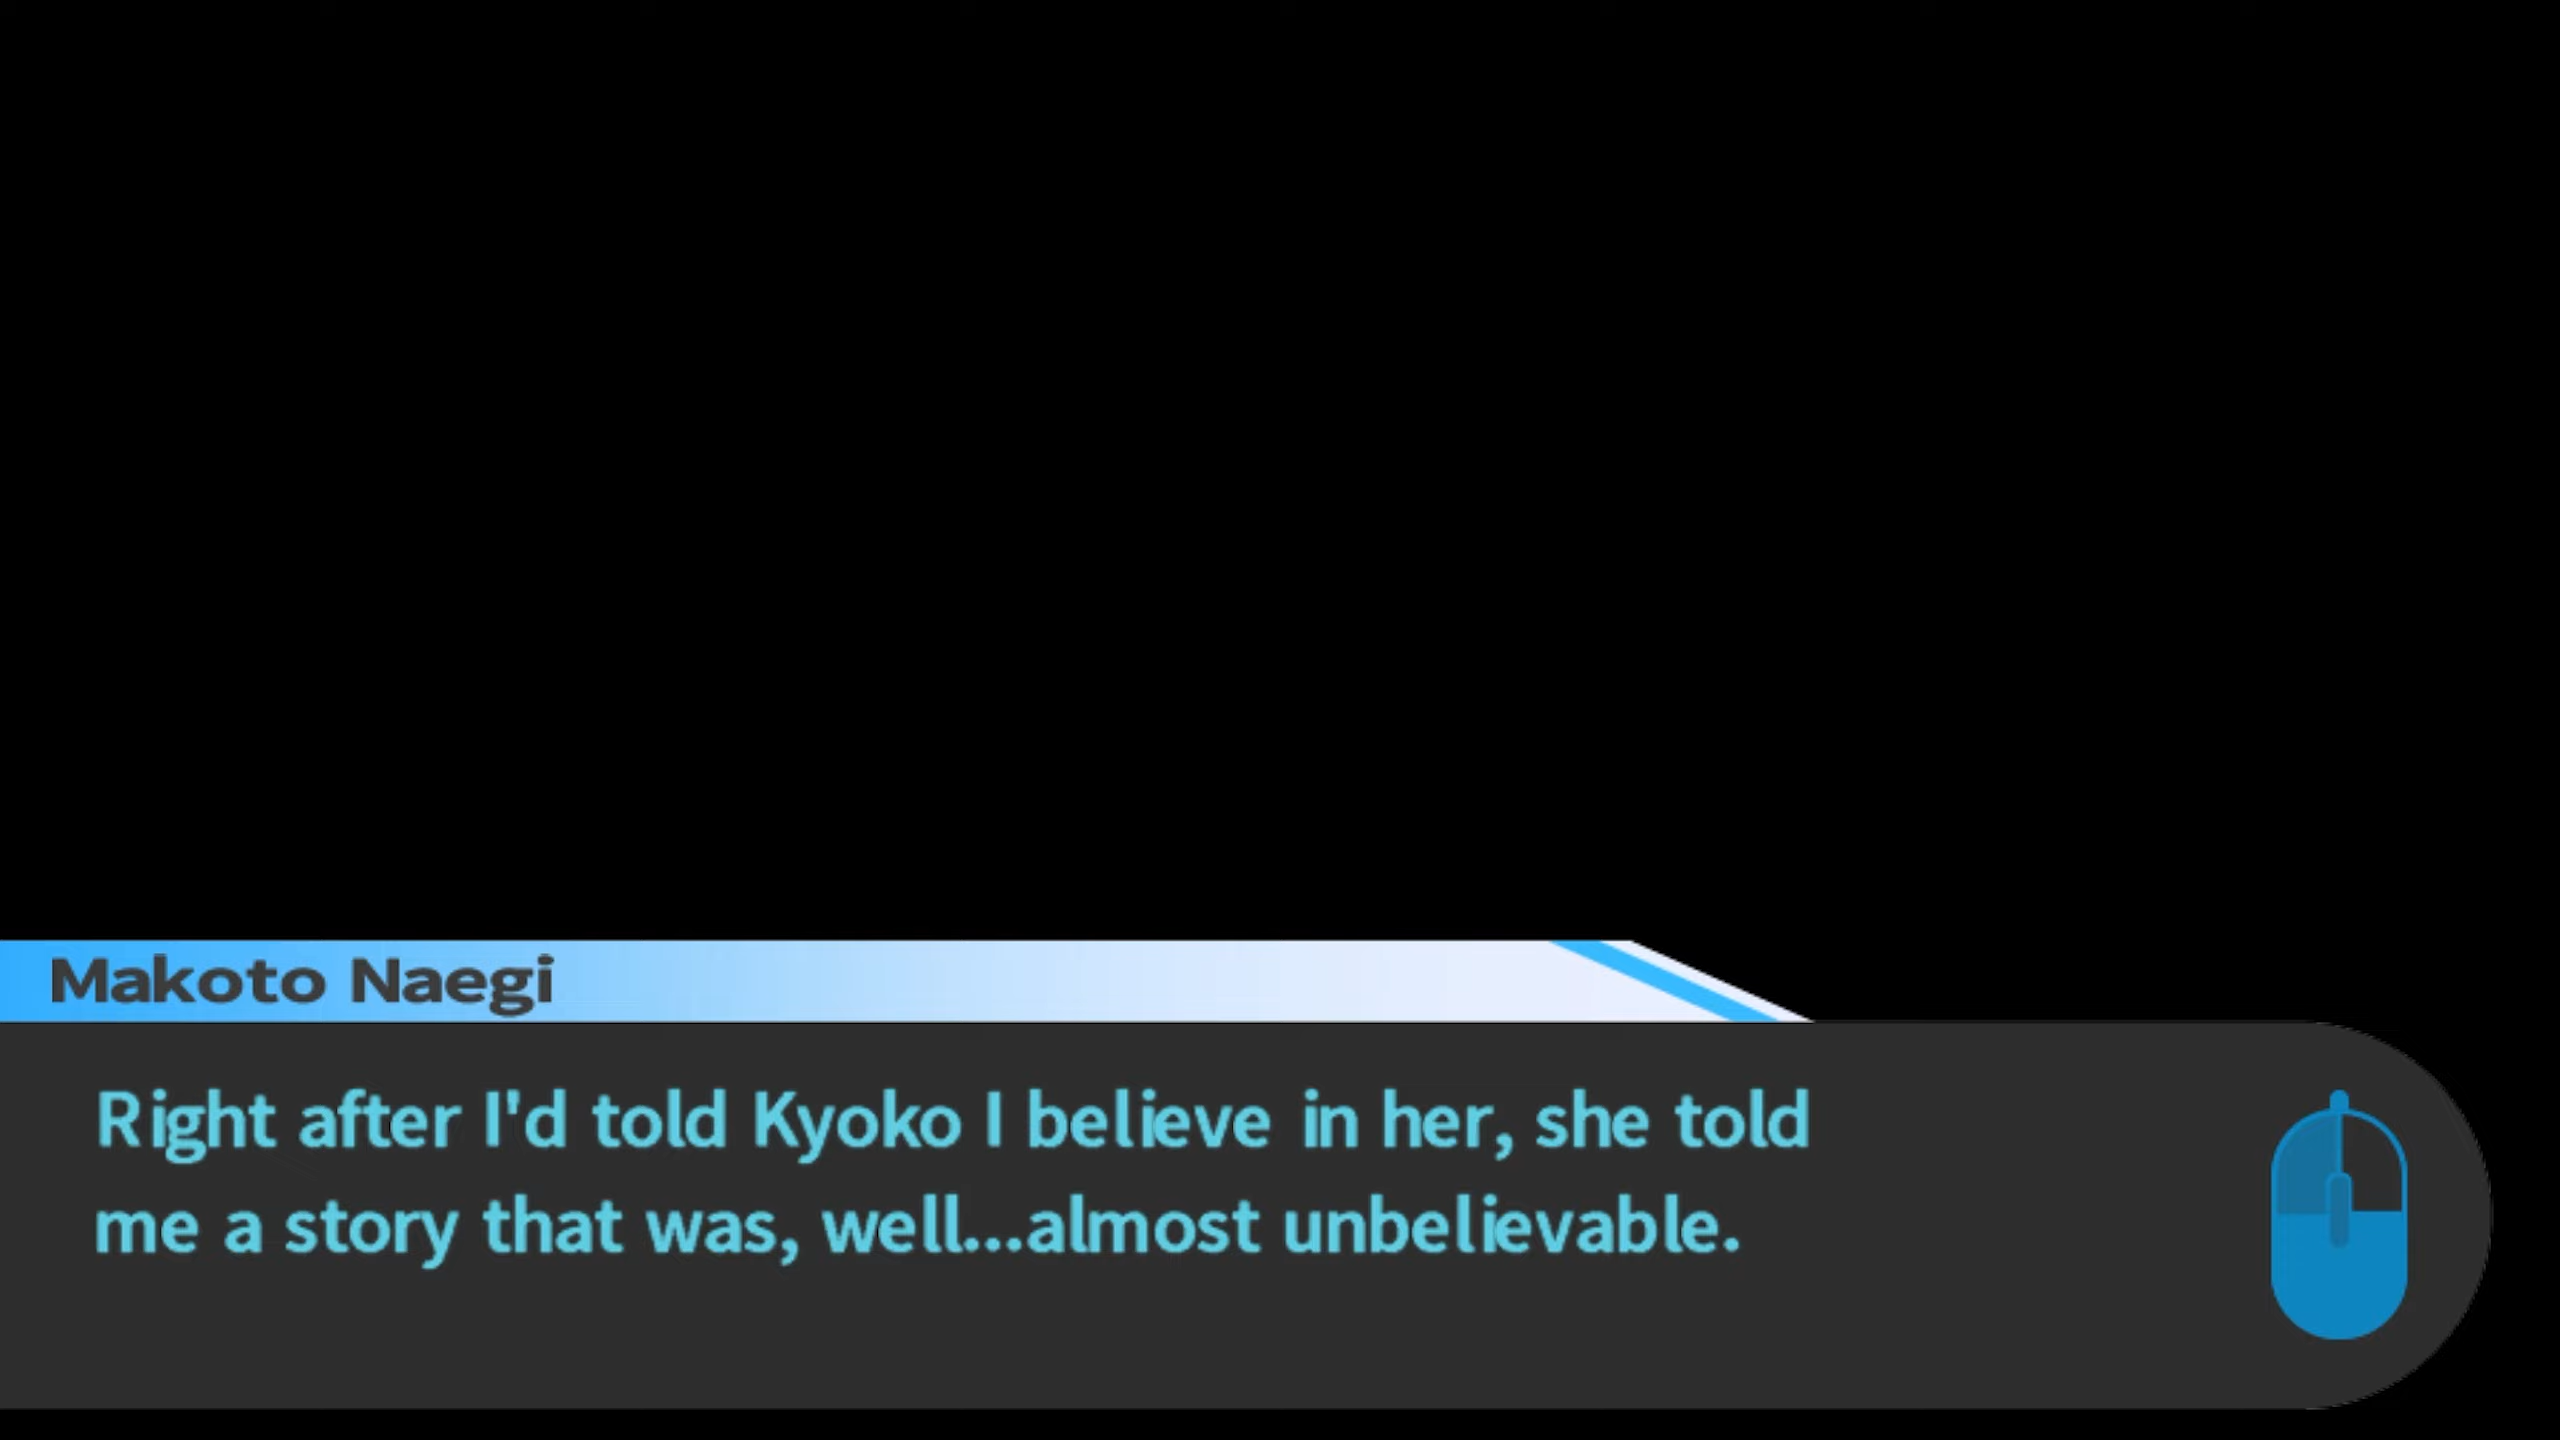 Makoto Naegi
Right after I'd told Kyoko I believe in her, she told
me a story that was, well...almost unbelievable.